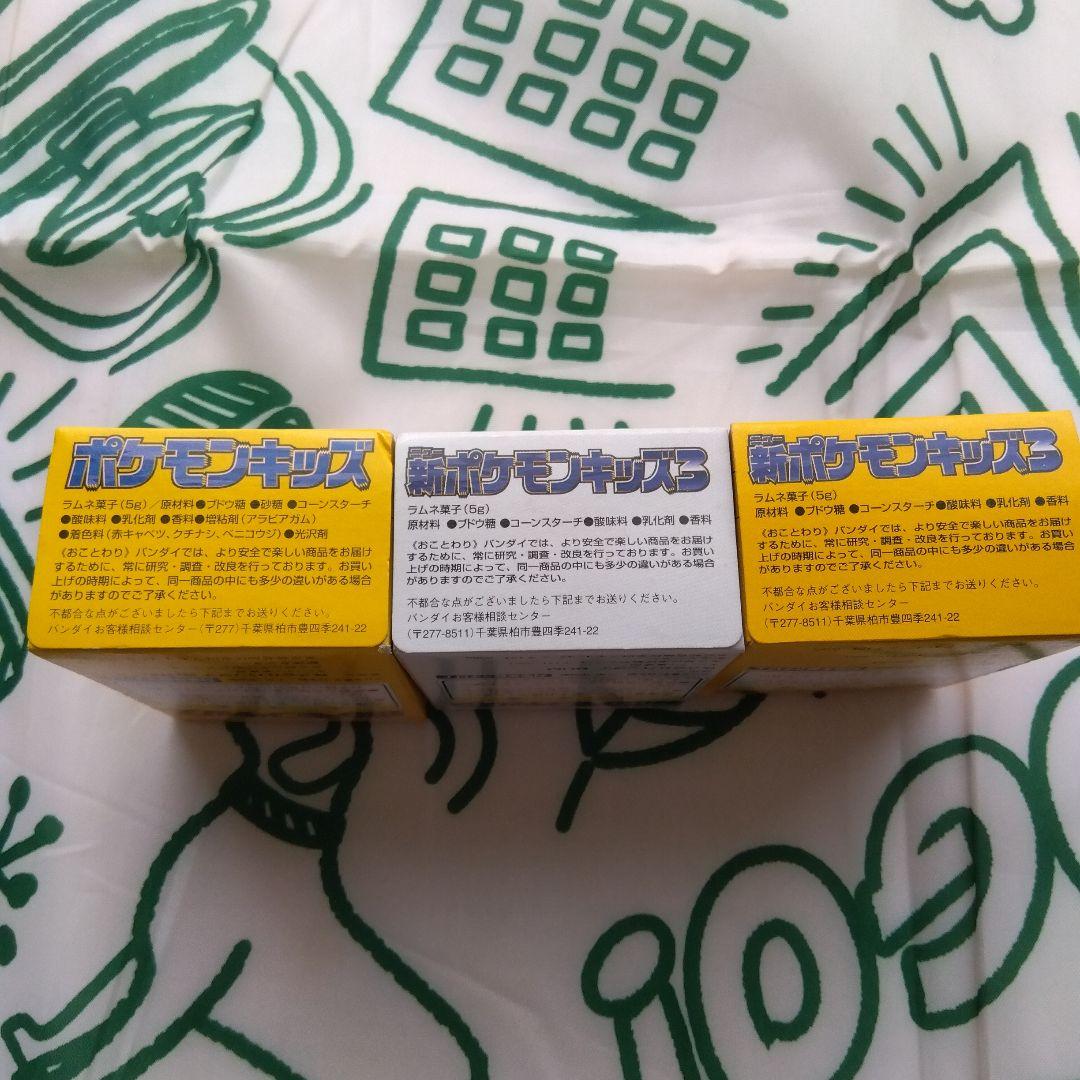 ポケモンキッズ
ラムネ菓子(5g)/原材料●ブドウ糖 ●砂糖 ●コーンスターチ
●酸味料 ●乳化剤 ●香料●増粘剤(アラビアガム)
●着色料(赤キャベツ、クチナシ、ベニコウジ)●光沢剤
《おことわり》バンダイでは、より安全で楽しい商品をお届け
するために、常に研究・調査・改良を行っております。お買い
上げの時期によって、同一商品の中にも多少の違いがある場合
がありますのでご了承ください。
不都合な点がございましたら下記までお送りください。
バンダイお客様相談センター(〒277-8511)千葉県柏市豊四季241-22
新ポケモンキッズ3
ラムネ菓子(5g)
原材料 ●ブドウ糖 ●コーンスターチ●酸味料 ●乳化剤 ●香料
《おことわり》バンダイでは、より安全で楽しい商品をお届け
するために、常に研究・調査・改良を行っております。お買い
上げの時期によって、同一商品の中にも多少の違いがある場合
がありますのでご了承ください。
不都合な点がございましたら下記までお送りください。
バンダイお客様相談センター
(〒277-8511)千葉県柏市豊四季241-22
新ポケモンキッズ3
ラムネ菓子(5g)
原材料 ●ブドウ糖 ●コーンスターチ ●酸味料 ●乳化剤 ●香料
《おことわり》バンダイでは、より安全で楽しい商品をお届け
するために、常に研究・調査・改良を行っております。お買い
上げの時期によって、同一商品の中にも多少の違いがある場合
がありますのでご了承ください。
不都合な点がございましたら下記までお送りください。
バンダイお客様相談センター
(〒277-8511)千葉県柏市豊四季241-22